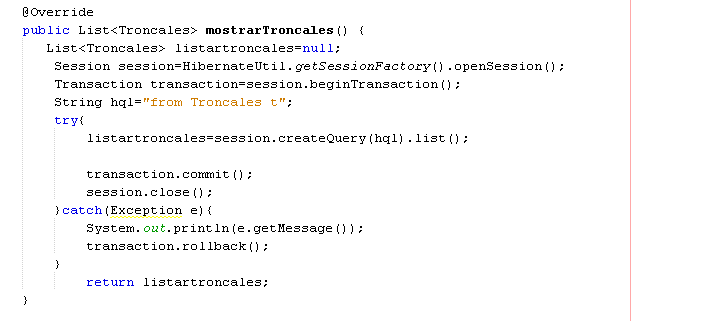 @Override
public List<Troncales> mostrarTroncales() {
List<Troncales> listartroncales=null;
Session session=HibernateUtil.getSessionFactory().openSession();
Transaction transaction=session.beginTransaction();
String hql="from Troncales t";
try{
listartroncales=session.createQuery(hql).list();
transaction.commit();
session.close();
}catch(Exception e){
System.out.println(e.getMessage());
transaction.rollback();
}
return listartroncales;
}